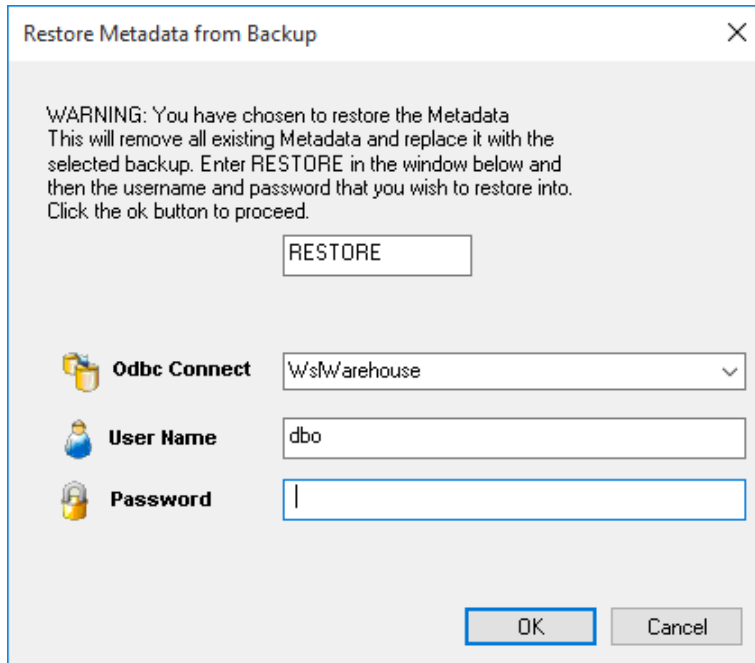 Restore Metadata from Backup
WARNING: You have chosen to restore the Metadata
This will remove all existing Metadata and replace it with the
selected backup. Enter RESTORE in the window below and
then the username and password that you wish to restore into.
Click the ok button to proceed.
RESTORE
Odbc Connect WslWarehouse
User Name dbo
Password
OK Cancel